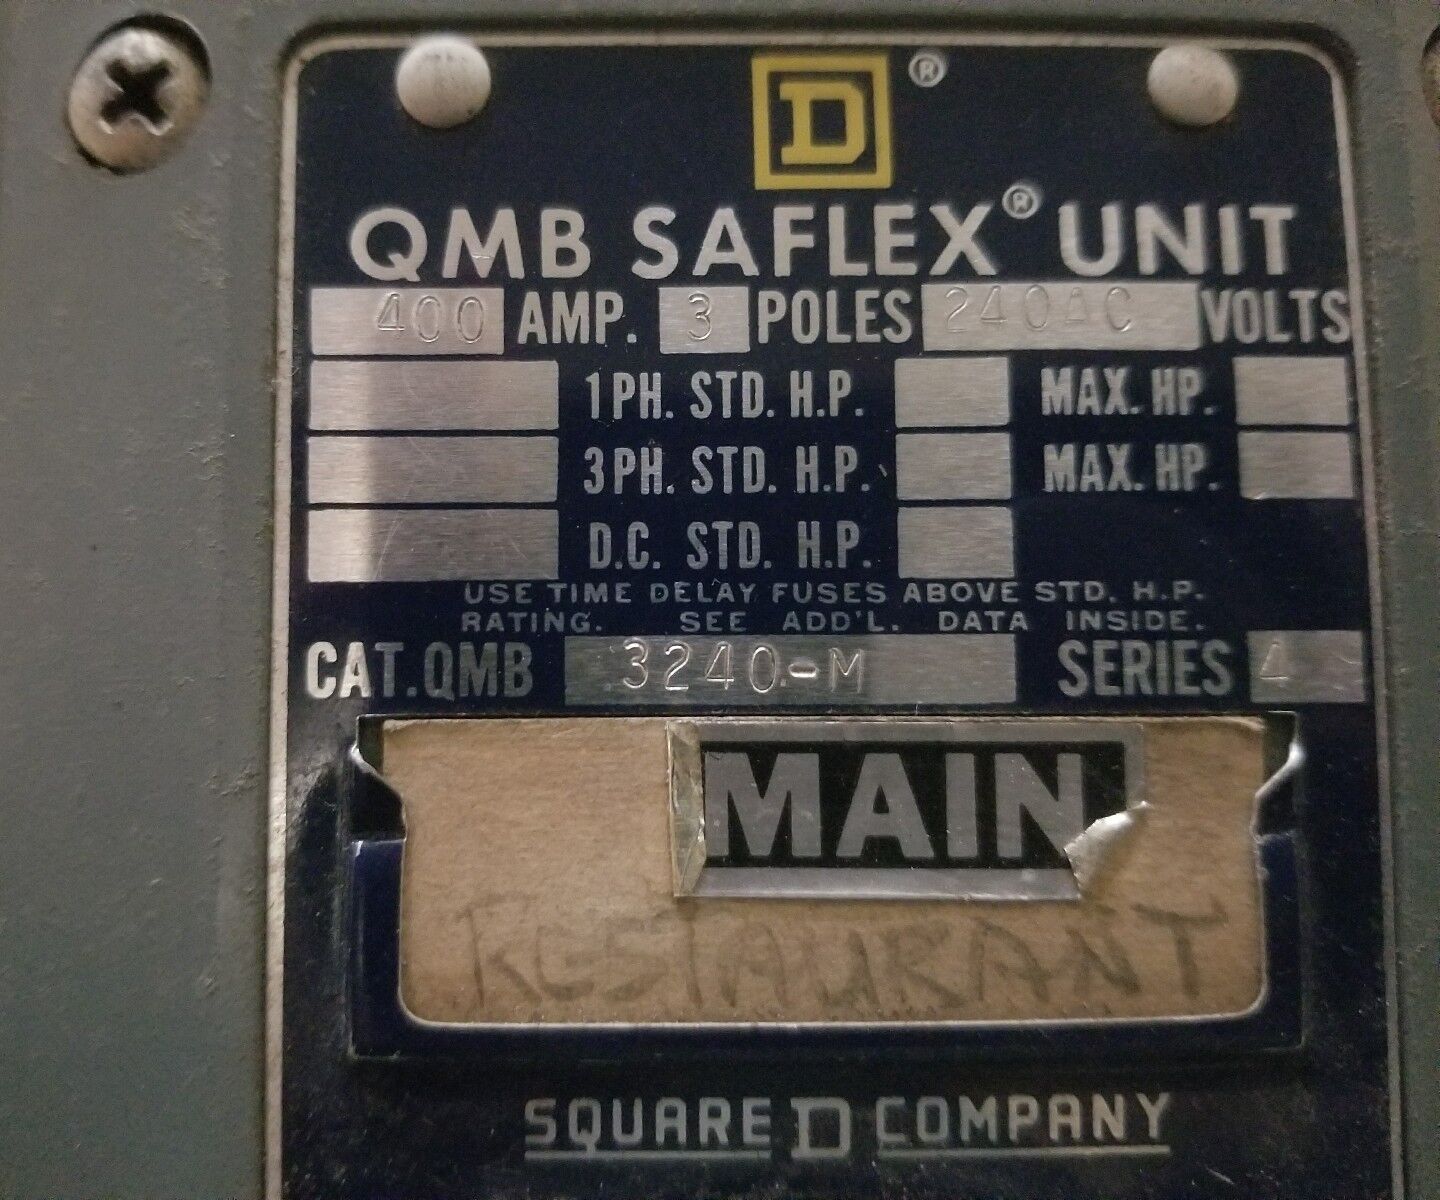 D ®
QMB SAFLEX® UNIT
400 AMP. 3 POLES 240AC VOLTS
1PH. STD. H.P. MAX. HP.
3PH. STD. H.P. MAX. HP.
D.C. STD. H.P.
USE TIME DELAY FUSES ABOVE STD. H.P.
RATING. SEE ADD'L. DATA INSIDE.
CAT. QMB 3240-M SERIES 4
MAIN
RESTAURANT
SQUARE D COMPANY